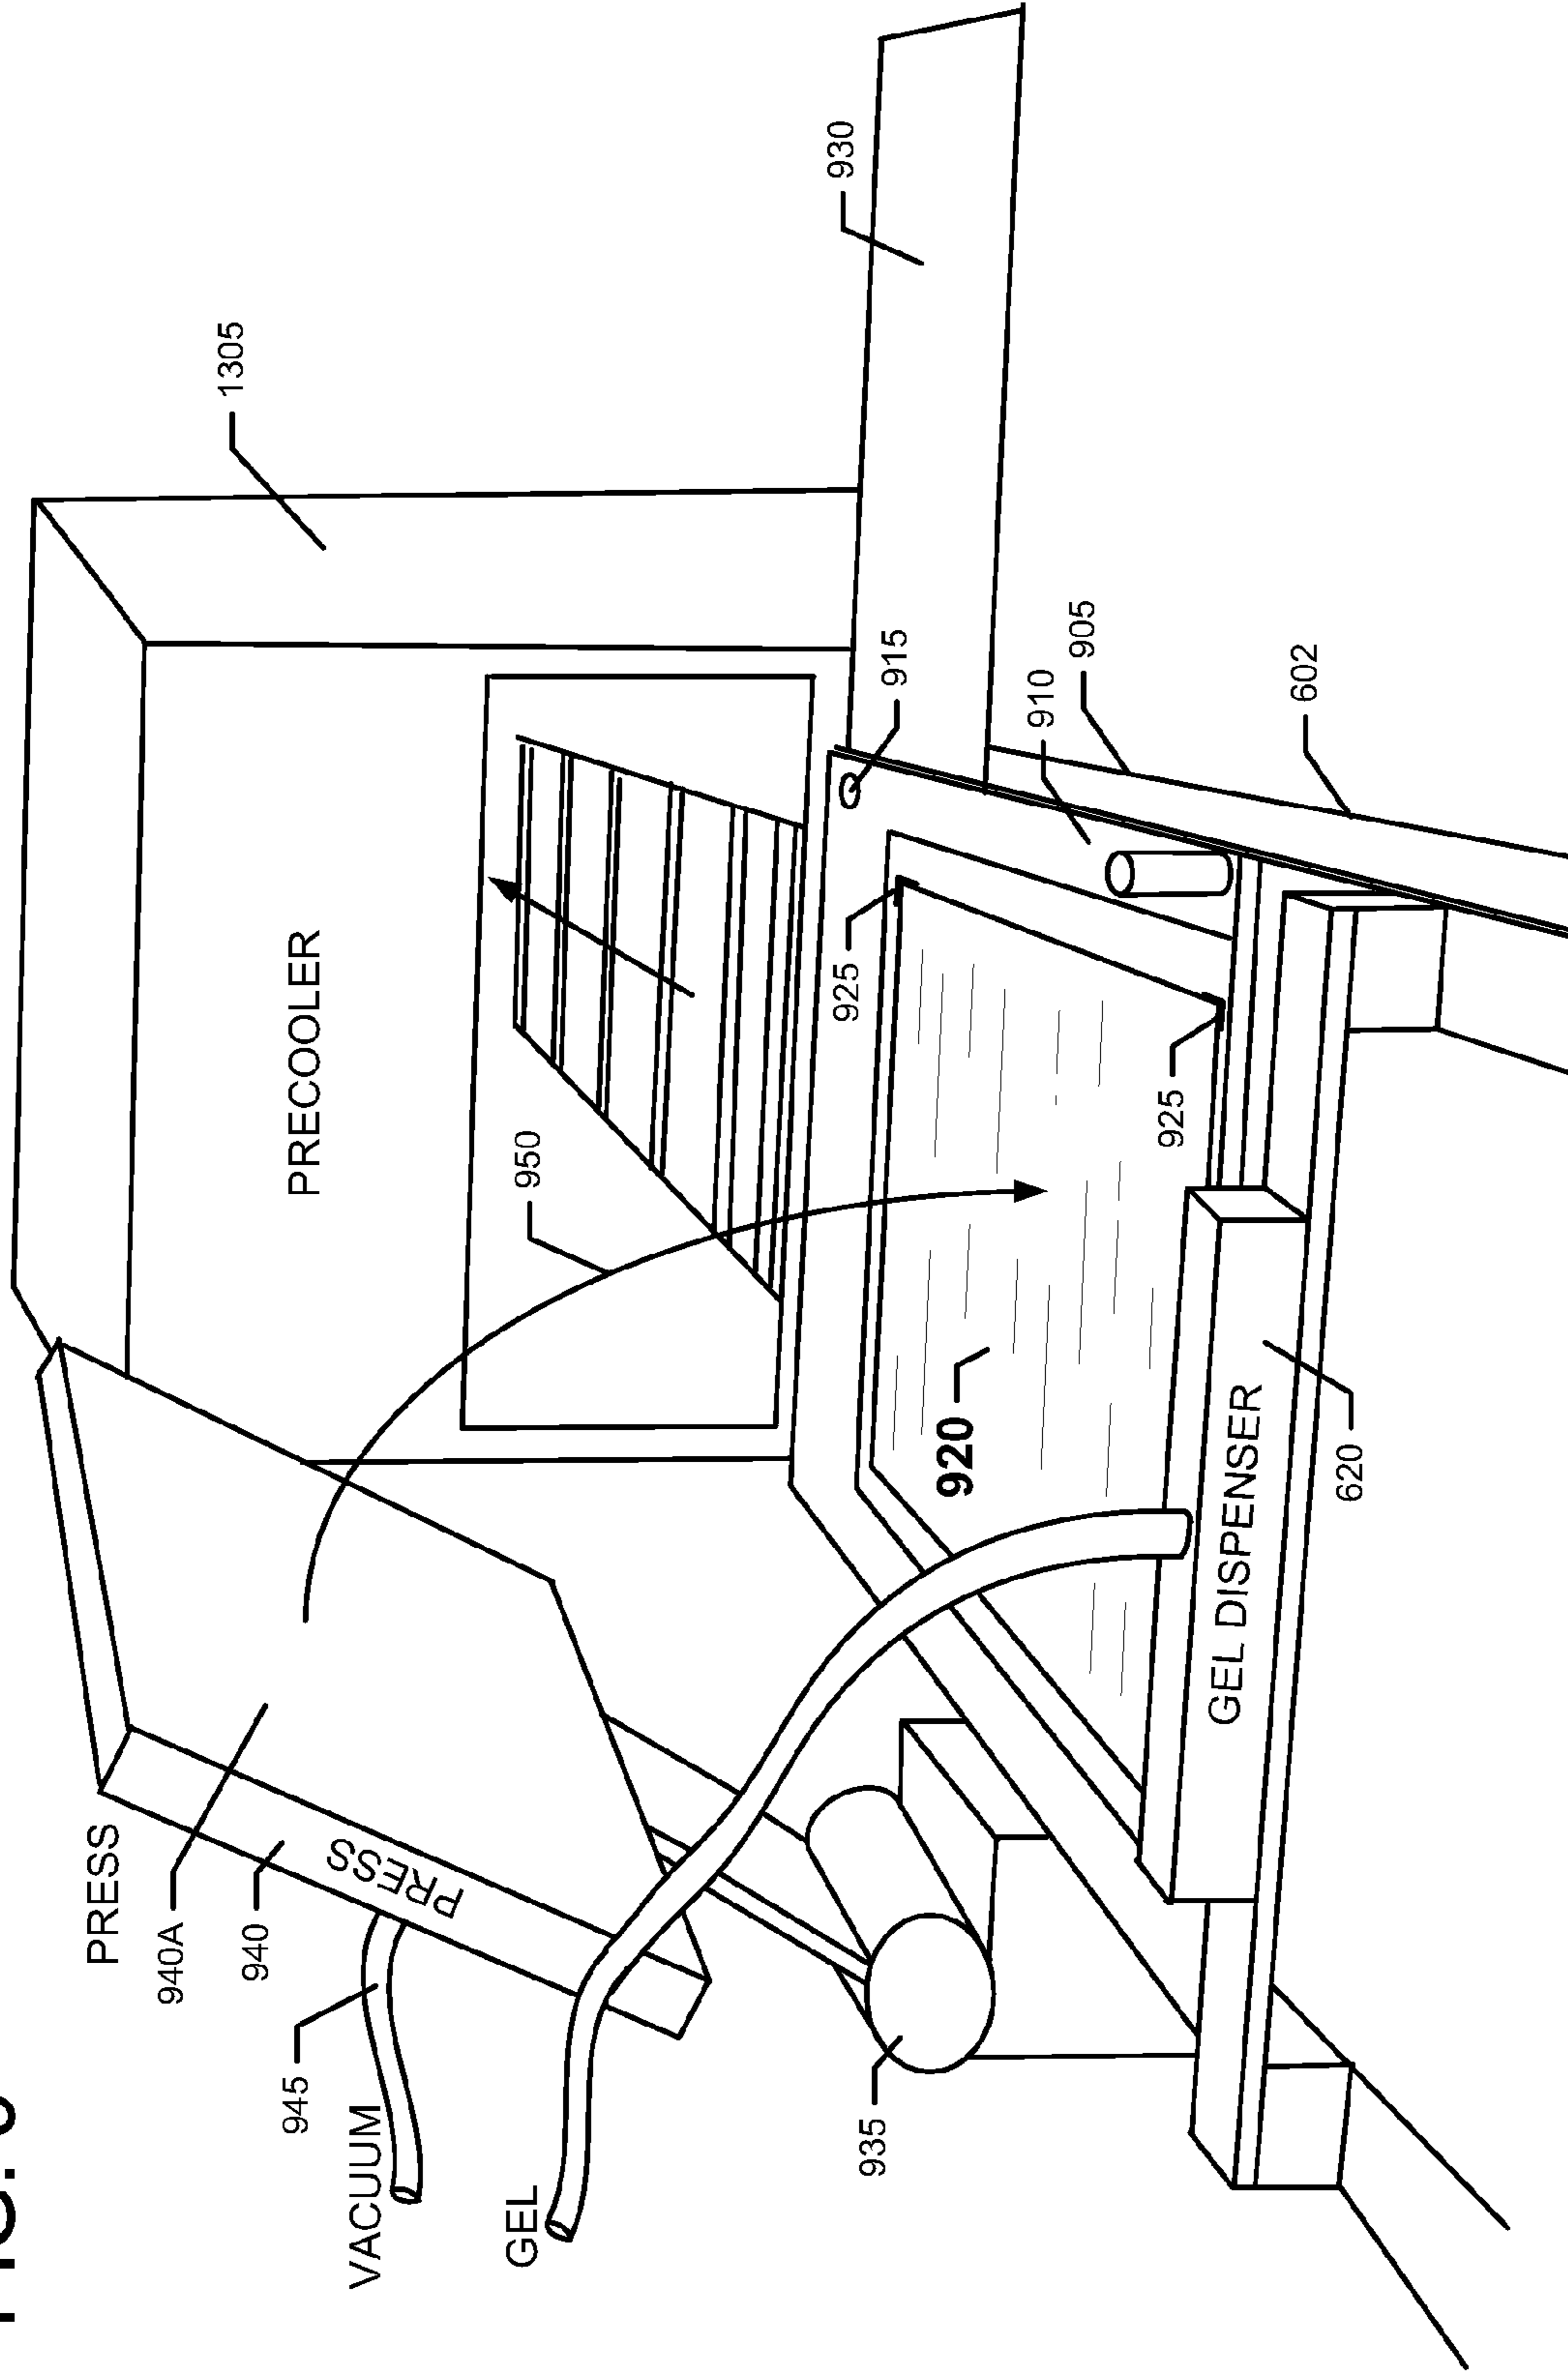 PRESS
940A
1305
940
945
PRECOOLER
VACUUM
PRESS
GEL
950
930
925
935
915
920
910
905
925
GEL DISPENSER
602
620